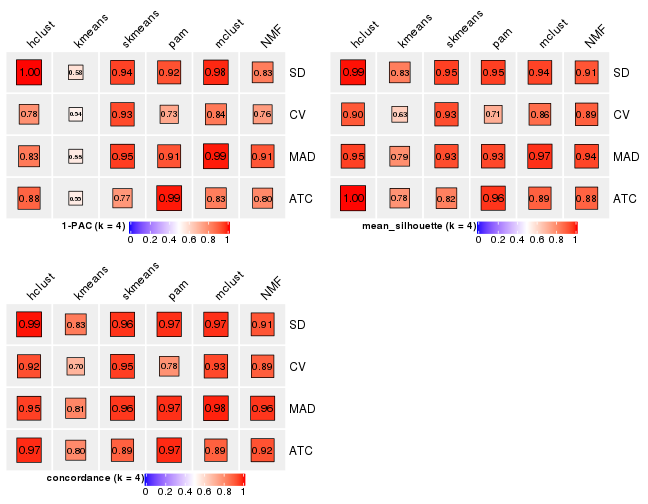 hclust kmeans skmeans pam mclust NMF
1.00 0.58 0.94 0.92 0.98 0.83 SD
0.78 0.54 0.93 0.73 0.84 0.76 CV
0.83 0.55 0.95 0.91 0.99 0.91 MAD
0.88 0.55 0.77 0.99 0.83 0.80 ATC
1-PAC (k = 4)
0 0.2 0.4 0.6 0.8 1
hclust kmeans skmeans pam mclust NMF
0.99 0.83 0.95 0.95 0.94 0.91 SD
0.90 0.63 0.93 0.71 0.86 0.89 CV
0.95 0.79 0.93 0.93 0.97 0.94 MAD
1.00 0.78 0.82 0.96 0.89 0.88 ATC
mean_silhouette (k = 4)
0 0.2 0.4 0.6 0.8 1
hclust kmeans skmeans pam mclust NMF
0.99 0.83 0.96 0.97 0.97 0.91 SD
0.92 0.70 0.95 0.78 0.93 0.89 CV
0.95 0.81 0.96 0.97 0.98 0.96 MAD
0.97 0.80 0.89 0.97 0.89 0.92 ATC
concordance (k = 4)
0 0.2 0.4 0.6 0.8 1